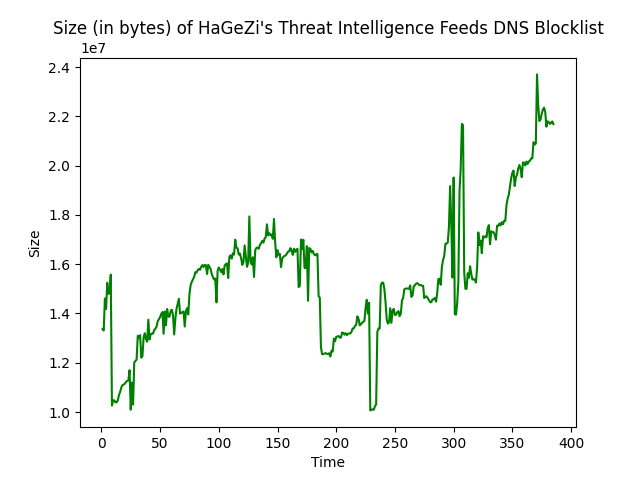 Size (in bytes) of HaGeZi's Threat Intelligence Feeds DNS Blocklist
1e7
2.4
2.2
2.0
1.8
1.6
1.4
1.2
1.0
Size
0 50 100 150 200 250 300 350 400
Time